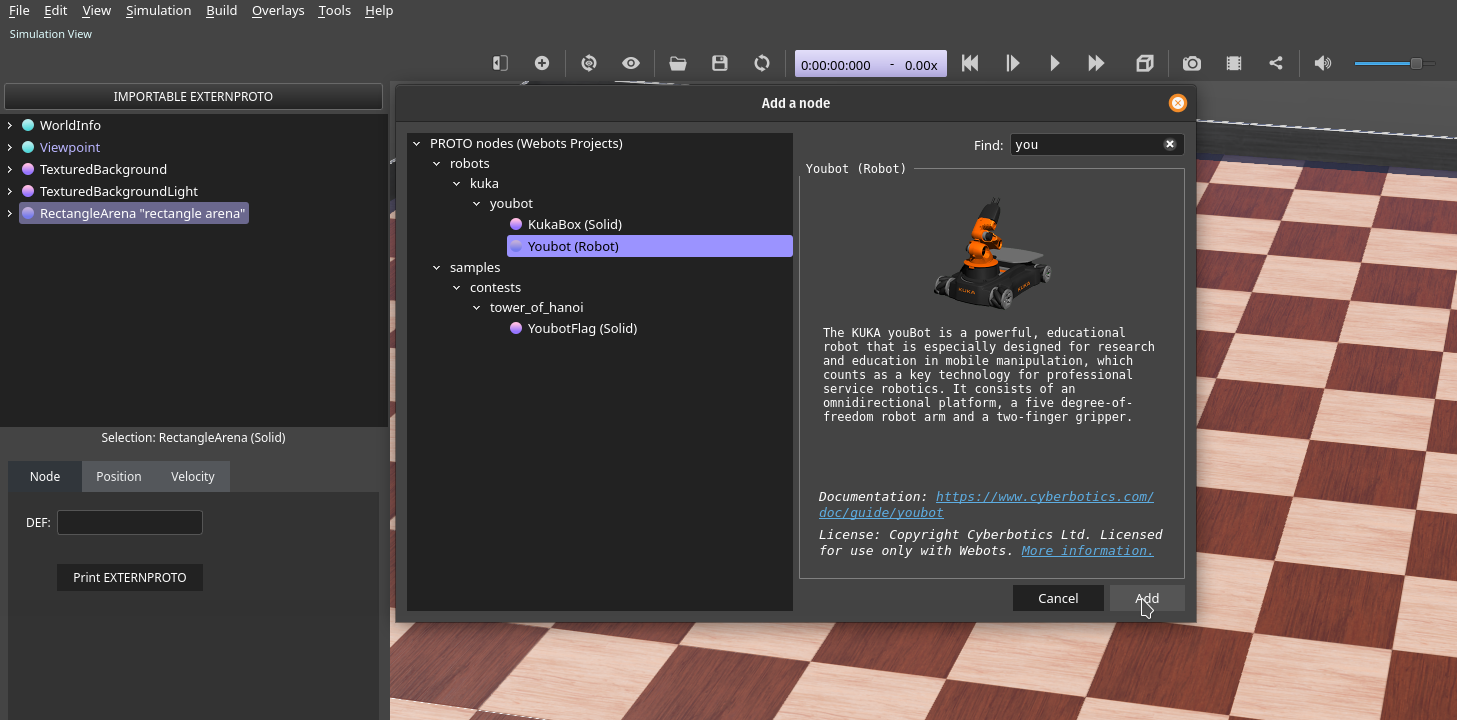 File Edit View Simulation Build Overlays Tools Help
Simulation View
0:00:00:000 - 0.00x
IMPORTABLE EXTERNPROTO
WorldInfo
Viewpoint
TexturedBackground
TexturedBackgroundLight
RectangleArena "rectangle arena"
Selection: RectangleArena (Solid)
Node Position Velocity
DEF:
Print EXTERNPROTO
Add a node
PROTO nodes (Webots Projects)
robots
kuka
youbot
KukaBox (Solid)
Youbot (Robot)
samples
contests
tower_of_hanoi
YoubotFlag (Solid)
Find: you
Youbot (Robot)
KUKA KUKA
The KUKA youBot is a powerful, educational
robot that is especially designed for research
and education in mobile manipulation, which
counts as a key technology for professional
service robotics. It consists of an
omnidirectional platform, a five degree-of-
freedom robot arm and a two-finger gripper.
Documentation: https://www.cyberbotics.com/
doc/guide/youbot
License: Copyright Cyberbotics Ltd. Licensed
for use only with Webots. More information.
Cancel Add